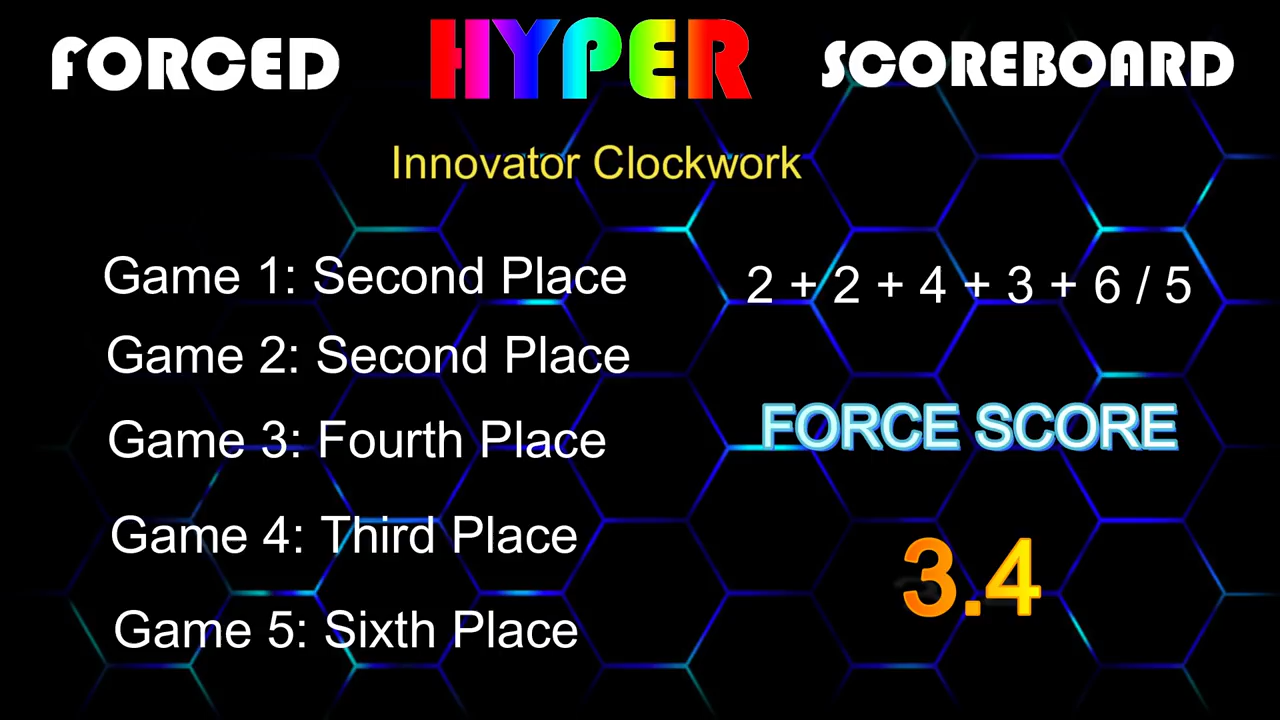 FORCED HYPER SCOREBOARD
Innovator Clockwork
Game 1: Second Place
Game 2: Second Place
Game 3: Fourth Place
Game 4: Third Place
Game 5: Sixth Place
2 + 2 + 4 + 3 + 6 / 5
FORCE SCORE
3.4